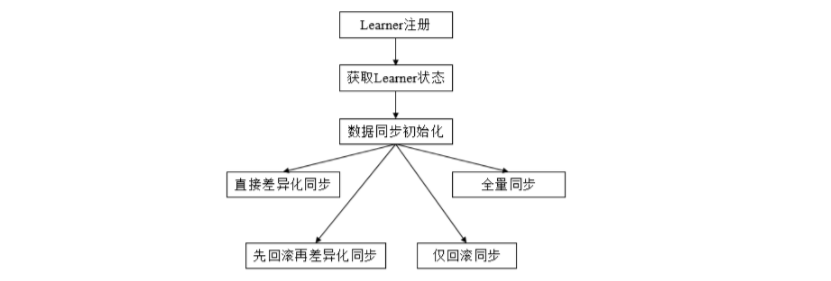 Learner注册
获取Learner状态
数据同步初始化
直接差异化同步
全量同步
先回滚再差异化同步
仅回滚同步